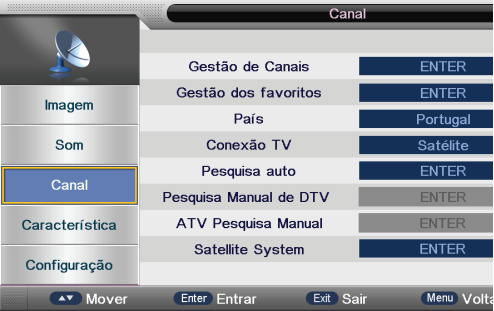 Canal
Gestão de Canais ENTER
Gestão dos favoritos ENTER
País Portugal
Conexão TV Satélite
Pesquisa auto ENTER
Pesquisa Manual de DTV ENTER
ATV Pesquisa Manual ENTER
Satellite System ENTER
Imagem
Som
Canal
Característica
Configuração
Mover Enter Entrar Exit Sair Menu Volta